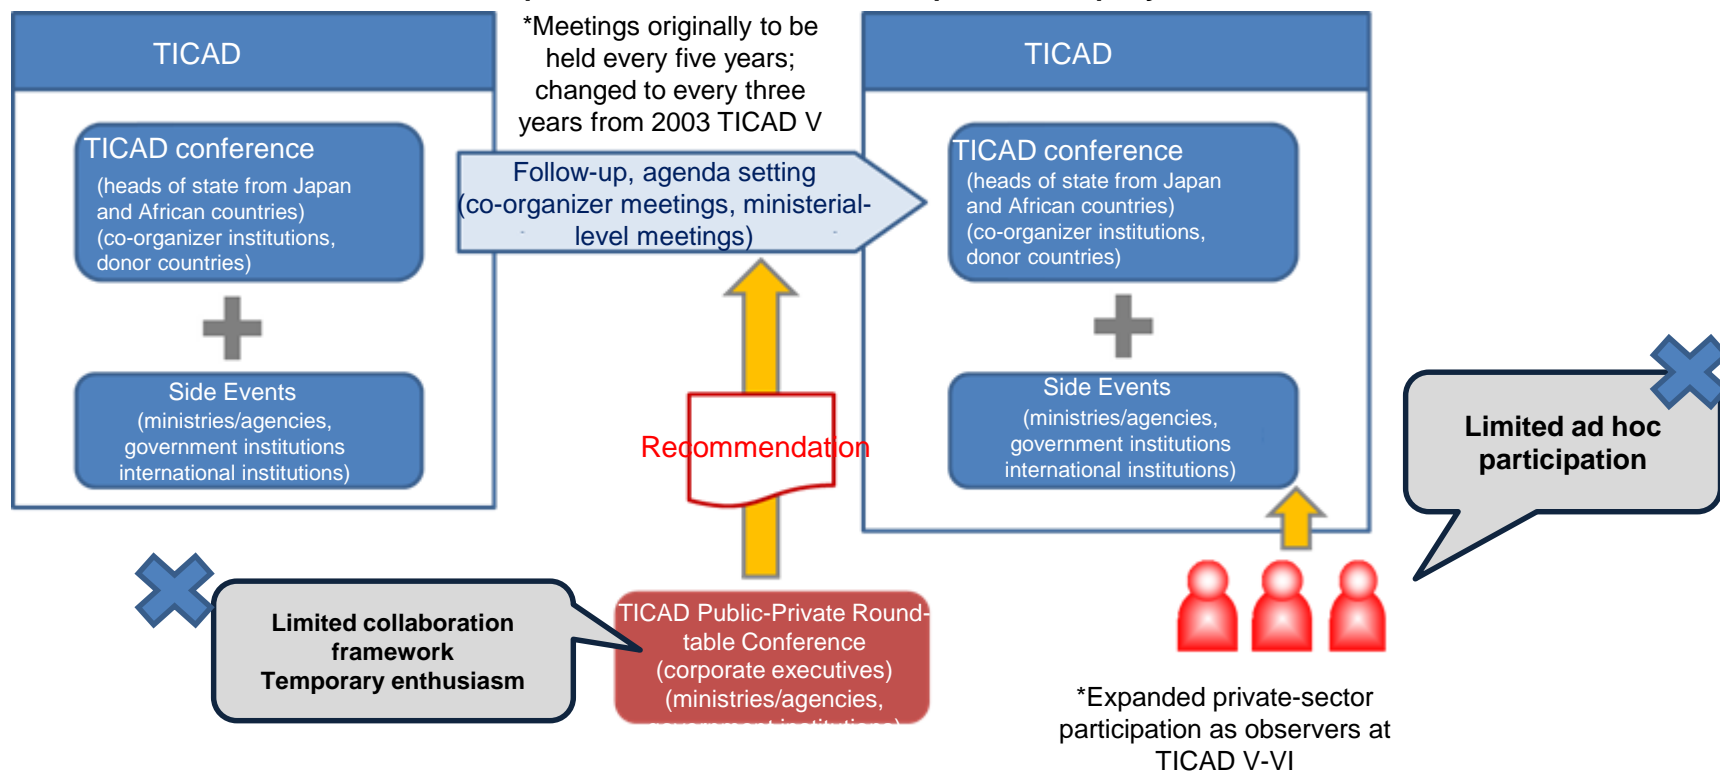 TICAD
TICAD conference
(heads of state from Japan
and African countries)
(co-organizer institutions,
donor countries)
Side Events
(ministries/agencies,
government institutions
international institutions)
*Meetings originally to be
held every five years;
changed to every three
years from 2003 TICAD V
Follow-up, agenda setting
(co-organizer meetings, ministerial-
level meetings)
Recommendation
TICAD Public-Private Round-
table Conference
(corporate executives)
(ministries/agencies,
government institutions)
Limited collaboration
framework
Temporary enthusiasm
TICAD
TICAD conference
(heads of state from Japan
and African countries)
(co-organizer institutions,
donor countries)
Side Events
(ministries/agencies,
government institutions
international institutions)
Limited ad hoc
participation
*Expanded private-sector
participation as observers at
TICAD V-VI